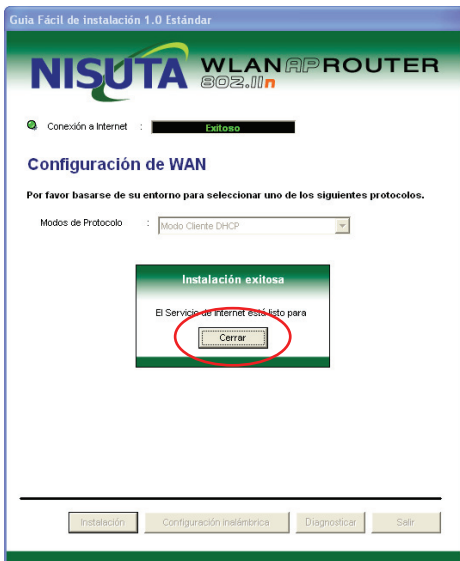 Guia Fácil de instalación 1.0 Estándar
NISUTA WLAN AP ROUTER
802.11n
Conexión a Internet : Exitoso
Configuración de WAN
Por favor basarse de su entorno para seleccionar uno de los siguientes protocolos.
Modos de Protocolo : Modo Cliente DHCP
Instalación exitosa
El Servicio de Internet está listo para
Cerrar
Instalación Configuración inalámbrica Diagnosticar Salir